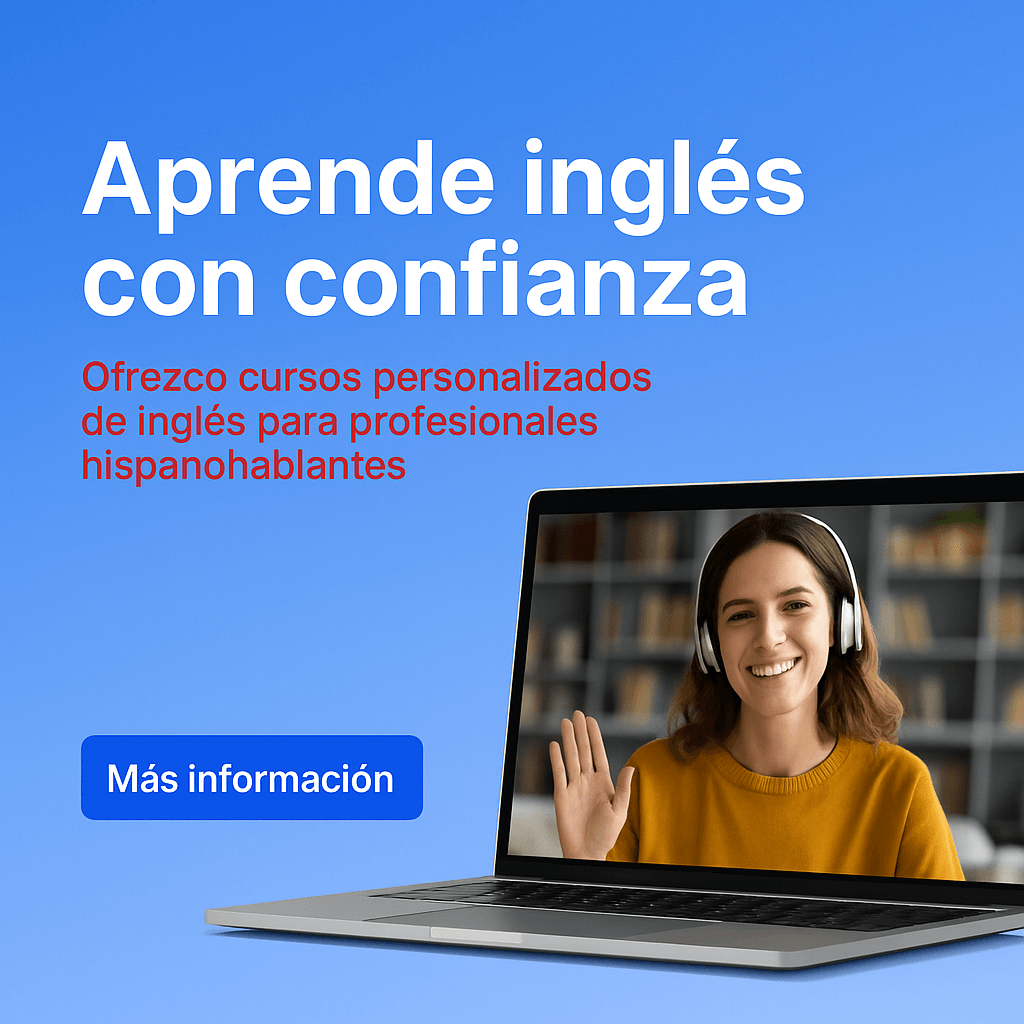 Aprende inglés
con confianza
Ofrezco cursos personalizados
de inglés para profesionales
hispanohablantes
Más información